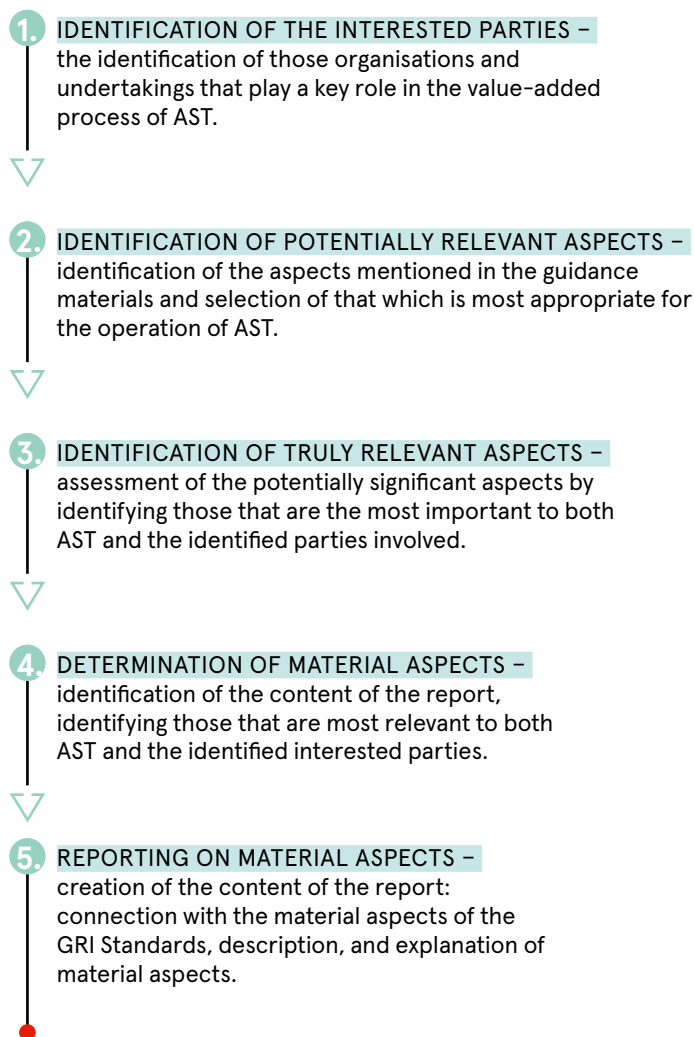 1. IDENTIFICATION OF THE INTERESTED PARTIES –
the identification of those organisations and
undertakings that play a key role in the value-added
process of AST.
2. IDENTIFICATION OF POTENTIALLY RELEVANT ASPECTS –
identification of the aspects mentioned in the guidance
materials and selection of that which is most appropriate for
the operation of AST.
3. IDENTIFICATION OF TRULY RELEVANT ASPECTS –
assessment of the potentially significant aspects by
identifying those that are the most important to both
AST and the identified parties involved.
4. DETERMINATION OF MATERIAL ASPECTS –
identification of the content of the report,
identifying those that are most relevant to both
AST and the identified interested parties.
5. REPORTING ON MATERIAL ASPECTS –
creation of the content of the report:
connection with the material aspects of the
GRI Standards, description, and explanation of
material aspects.